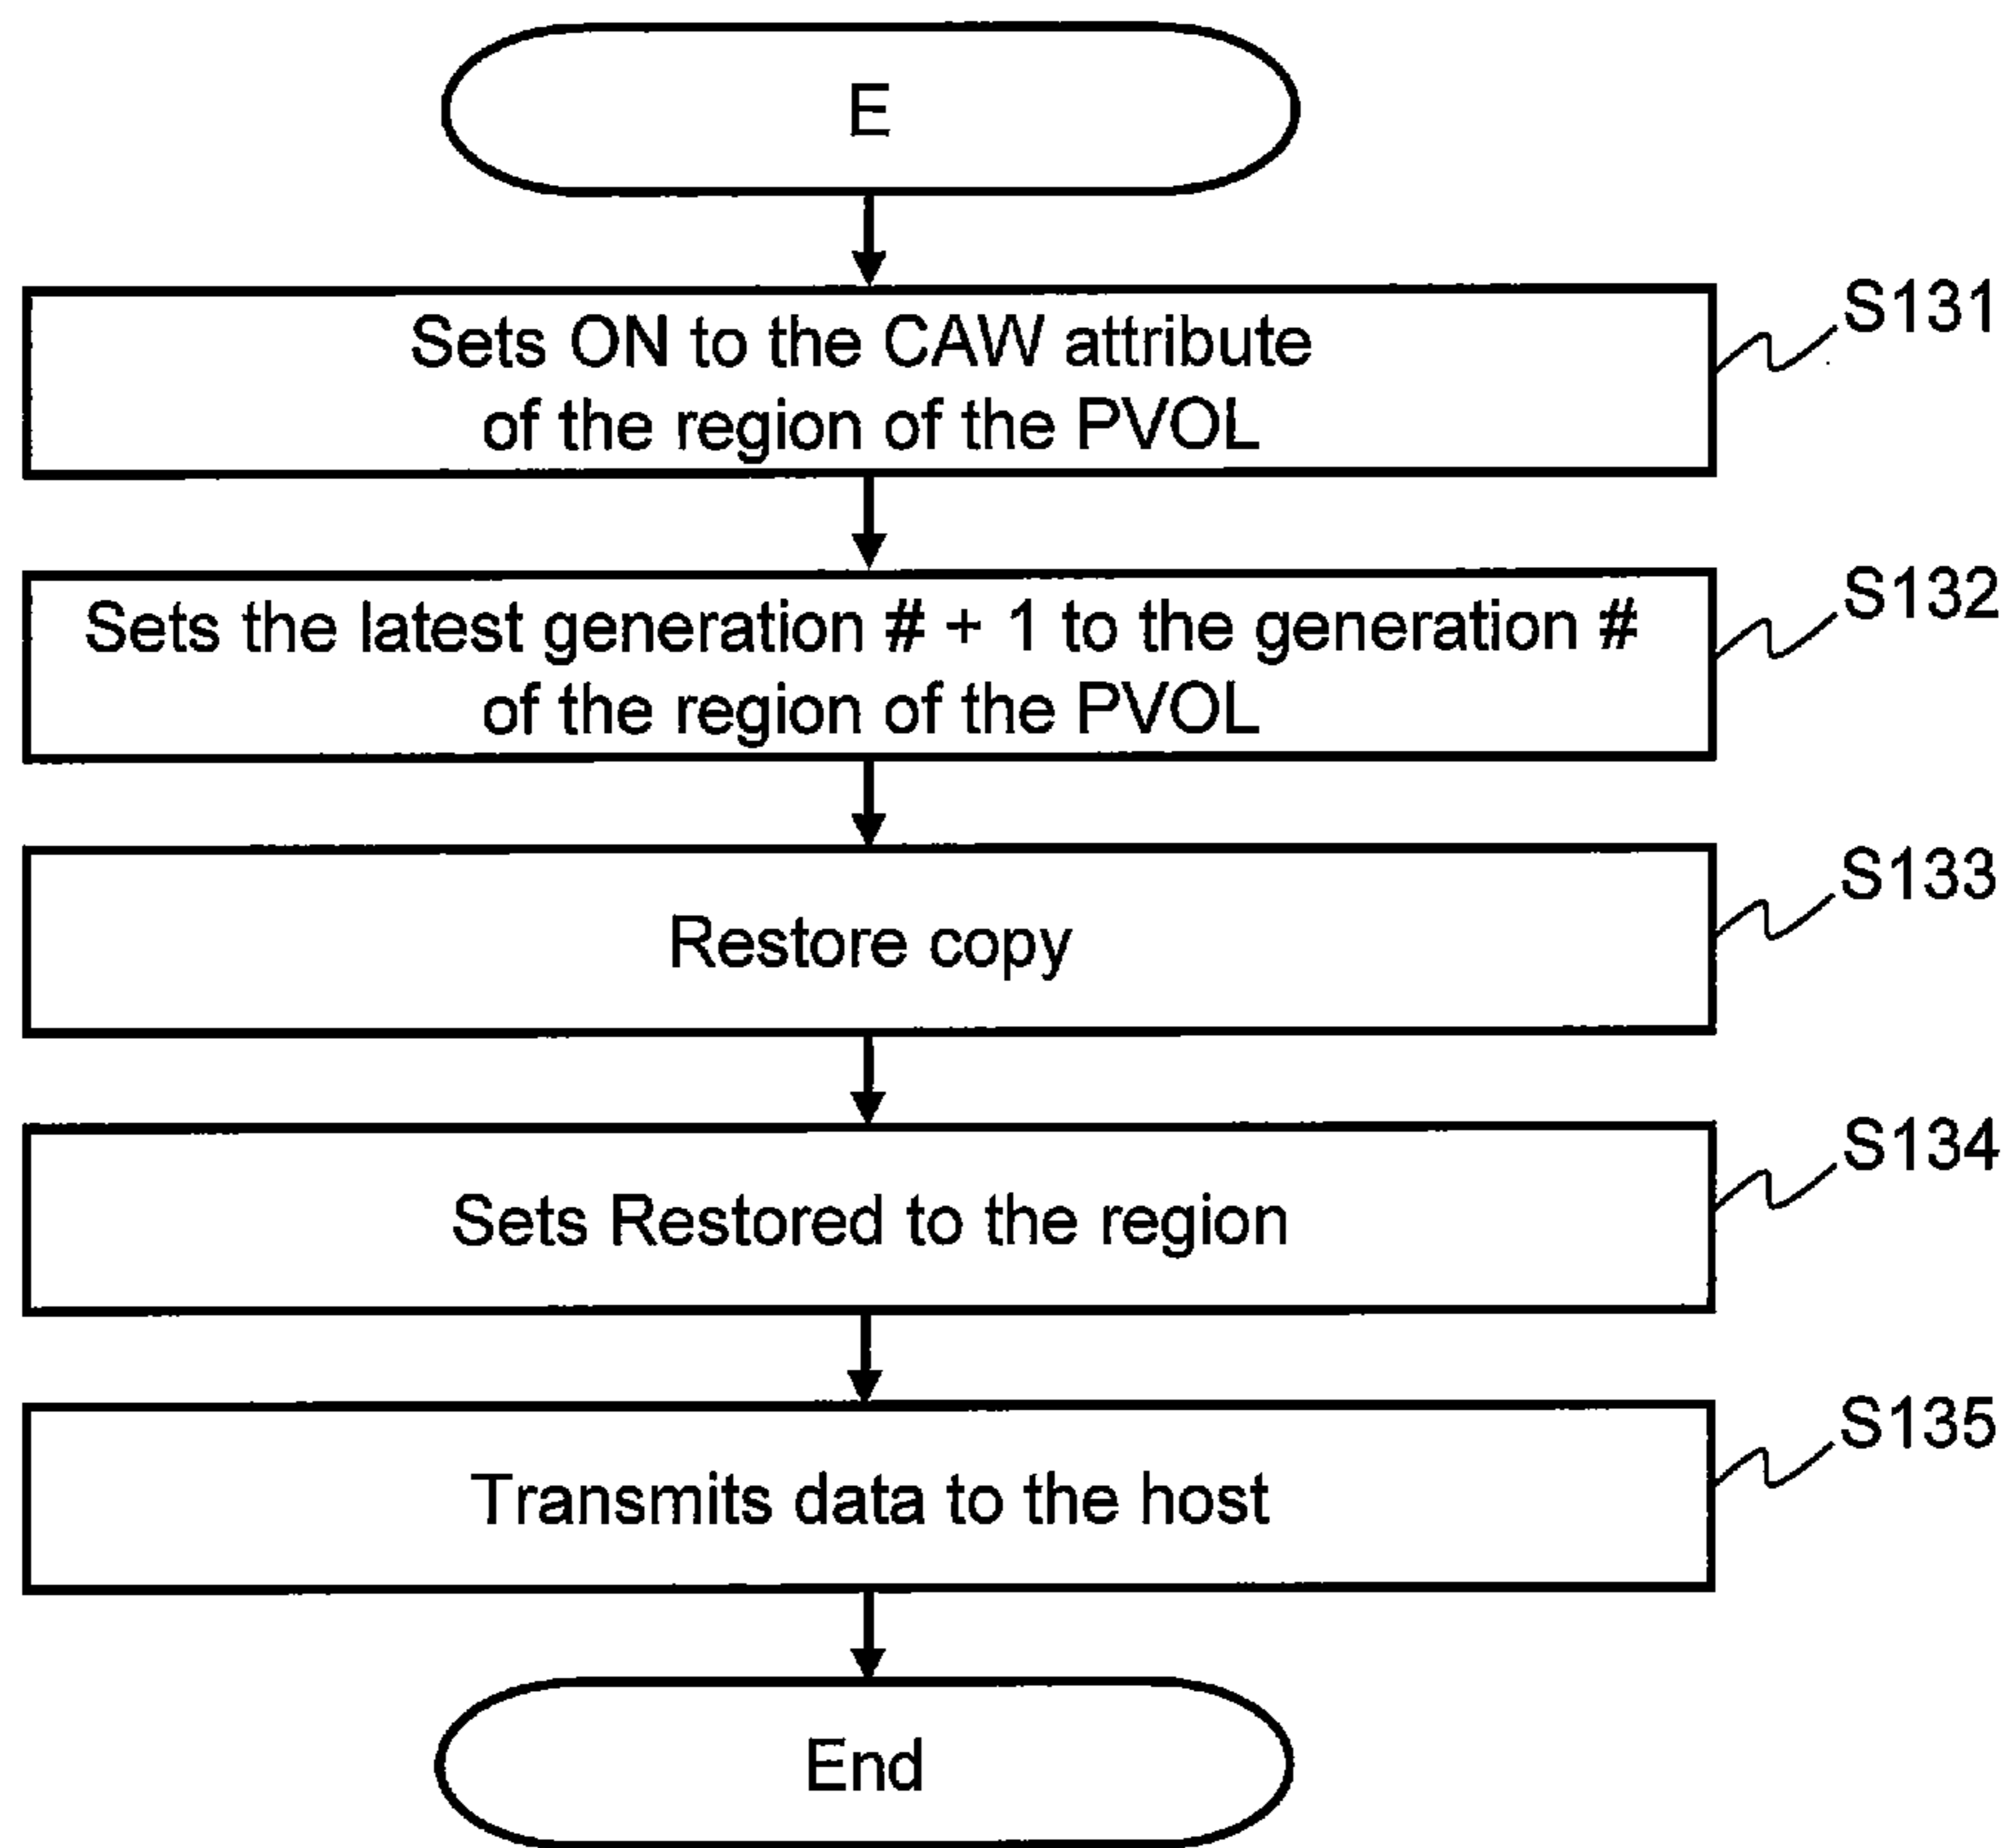 E
Sets ON to the CAW attribute
of the region of the PVOL
S131
Sets the latest generation # + 1 to the generation #
of the region of the PVOL
S132
Restore copy
S133
Sets Restored to the region
S134
Transmits data to the host
S135
End